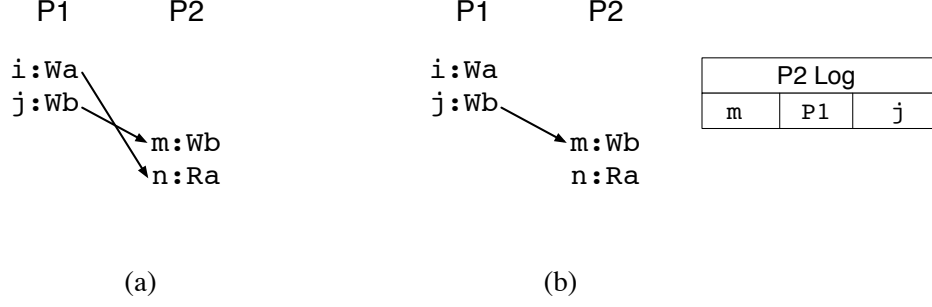 P1 P2 P1 P2
i:Wa i:Wa P2 Log
j:Wb j:Wb m P1 j
m:Wb m:Wb
n:Ra n:Ra
(a) (b)